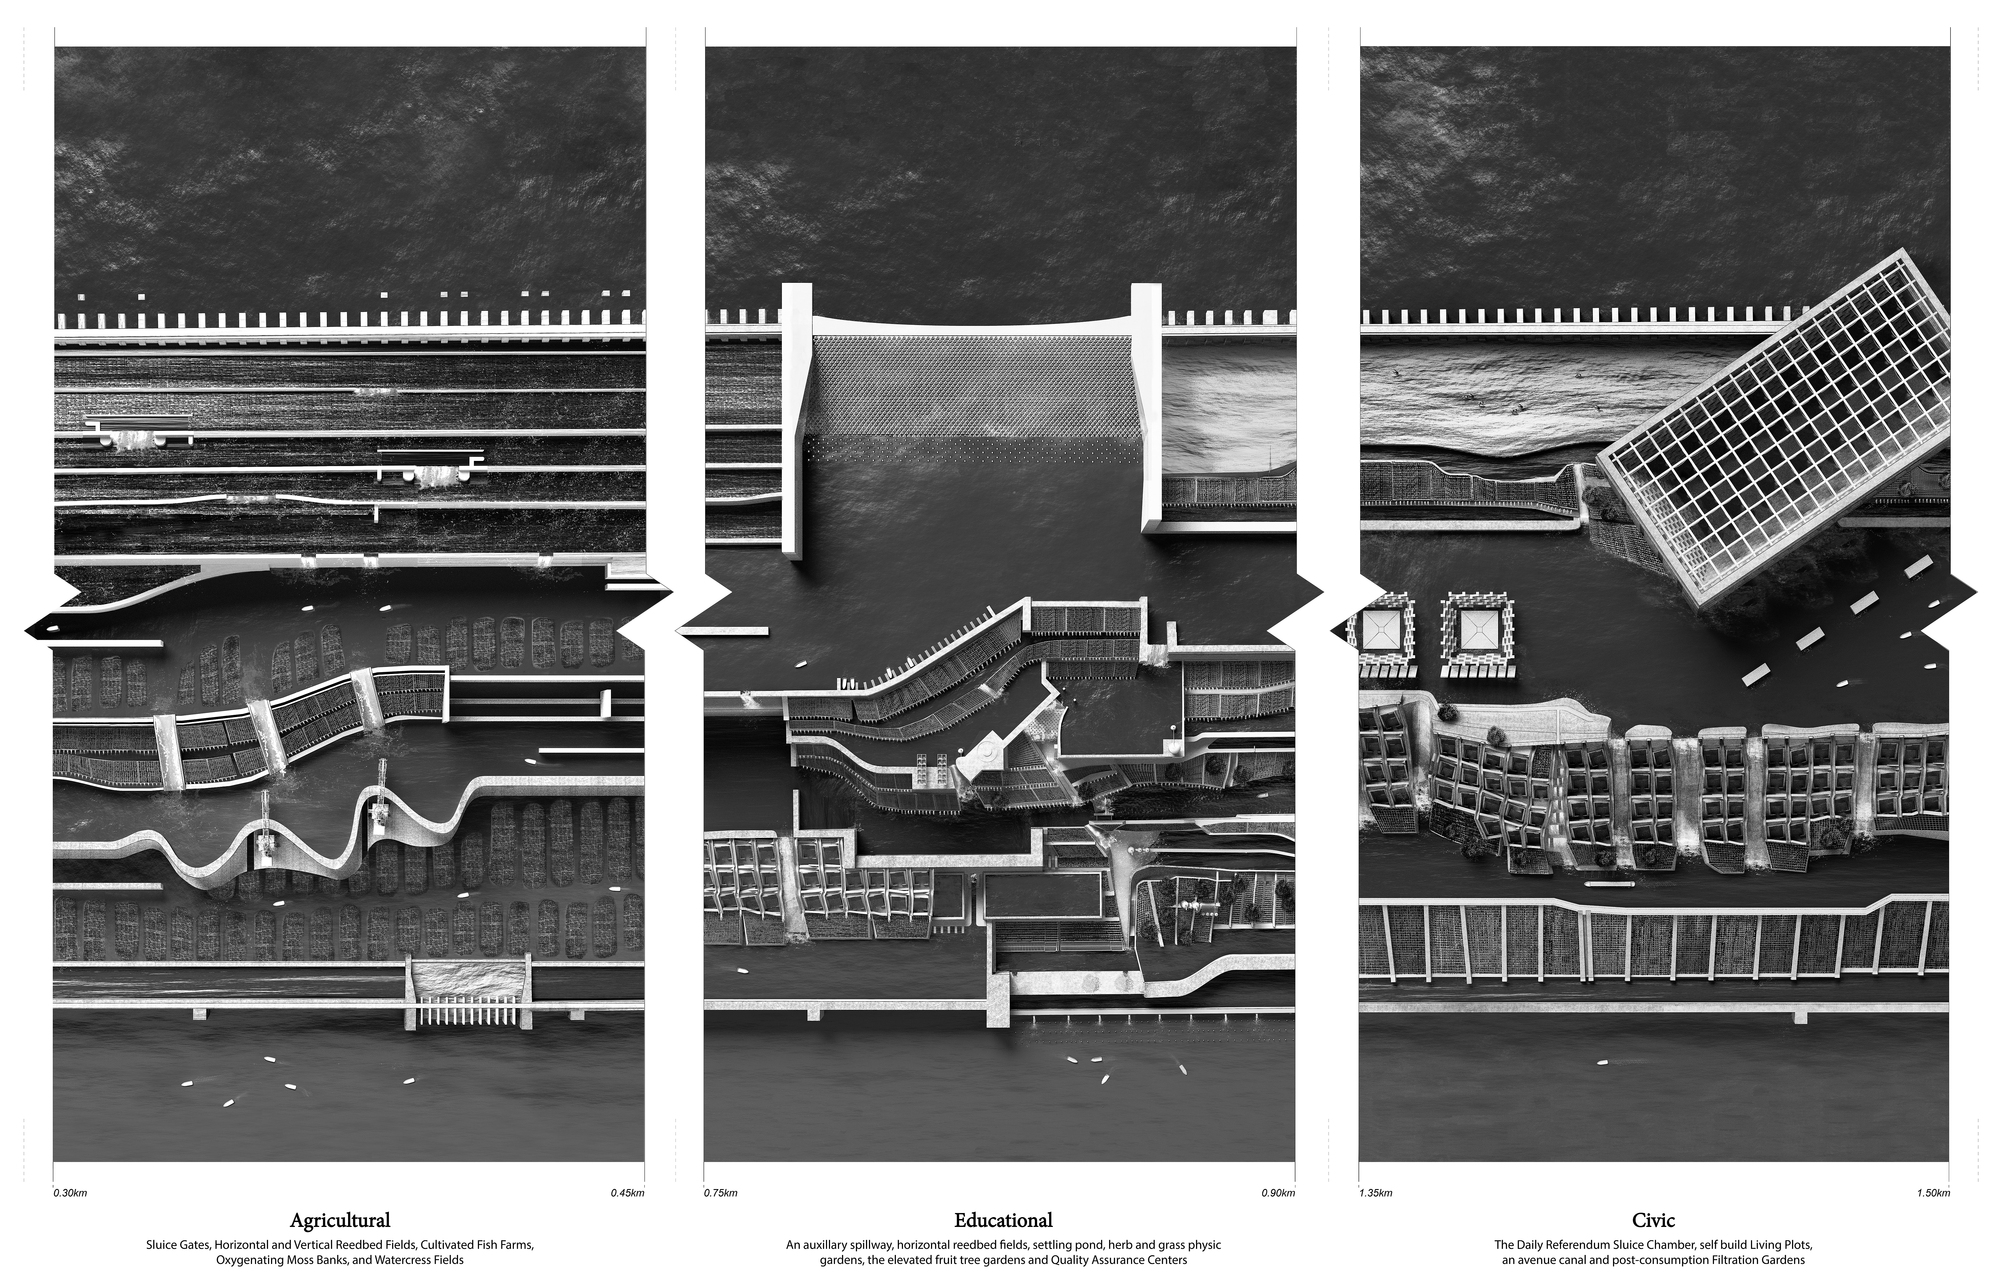 0.30km 0.45km 0.75km 0.90km 1.35km 1.50km
Agricultural
Sluice Gates, Horizontal and Vertical Reedbed Fields, Cultivated Fish Farms,
Oxygenating Moss Banks, and Watercress Fields
Educational
An auxillary spillway, horizontal reedbed fields, settling pond, herb and grass physic
gardens, the elevated fruit tree gardens and Quality Assurance Centers
Civic
The Daily Referendum Sluice Chamber, self build Living Plots,
an avenue canal and post-consumption Filtration Gardens